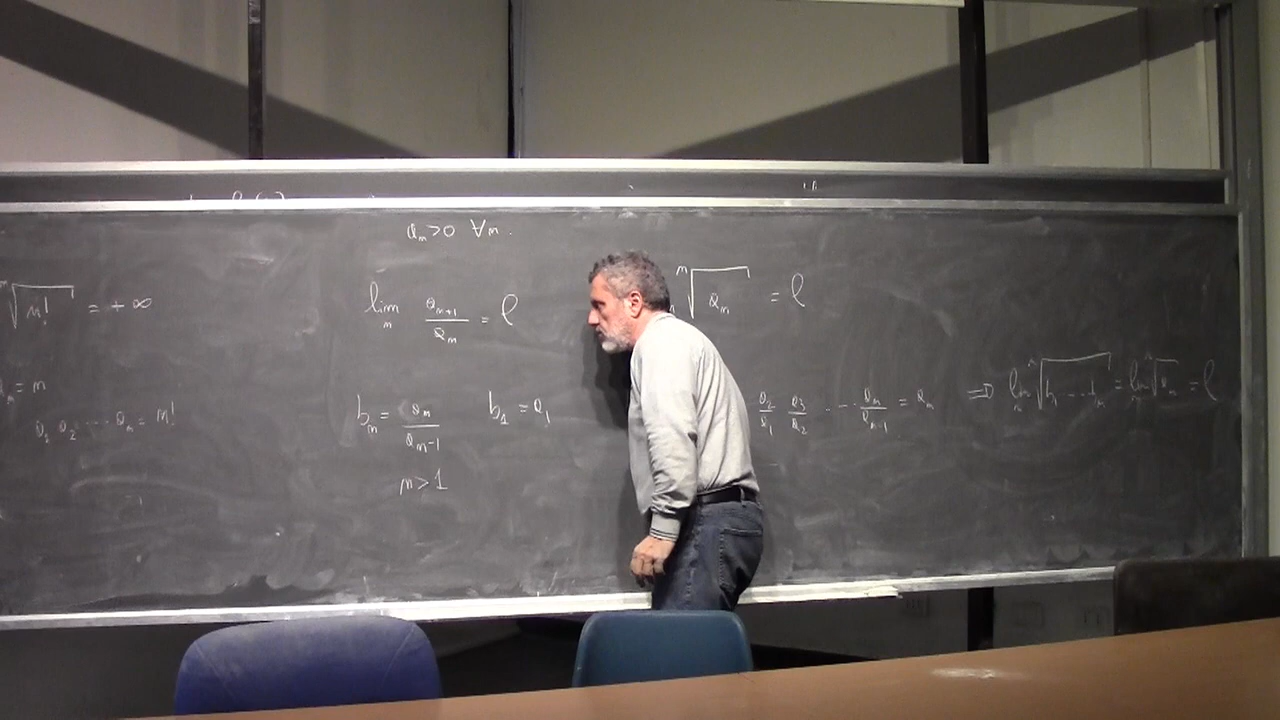 a_n>0 ∀n.
ⁿ√n! = +∞
lim_n a_{n+1}/a_n = ℓ
ⁿ√a_n = ℓ
a_n = n
a_1 a_2 ··· a_n = n!
b_n = a_n/a_{n-1} b_1 = a_1
n>1
a_2/a_1 a_3/a_2 ··· a_n/a_{n-1} = a_n ⇒ lim_n ⁿ√b_1 ... b_n = lim_n ⁿ√a_n = ℓ